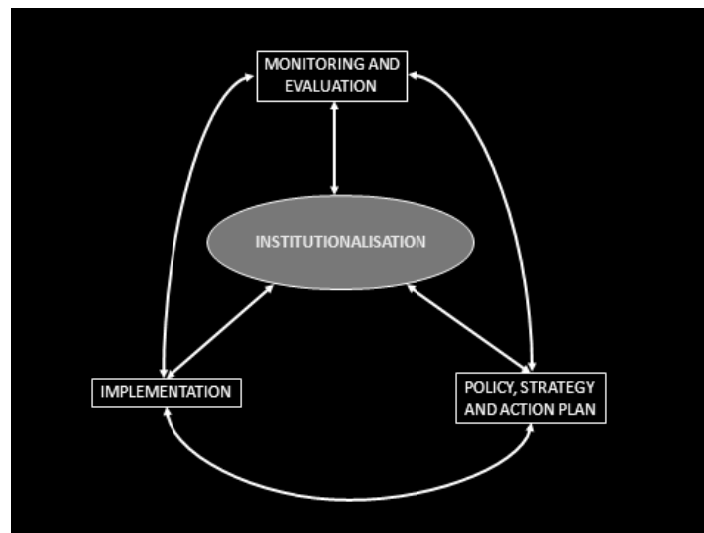 MONITORING AND
EVALUATION
INSTITUTIONALISATION
IMPLEMENTATION
POLICY, STRATEGY
AND ACTION PLAN